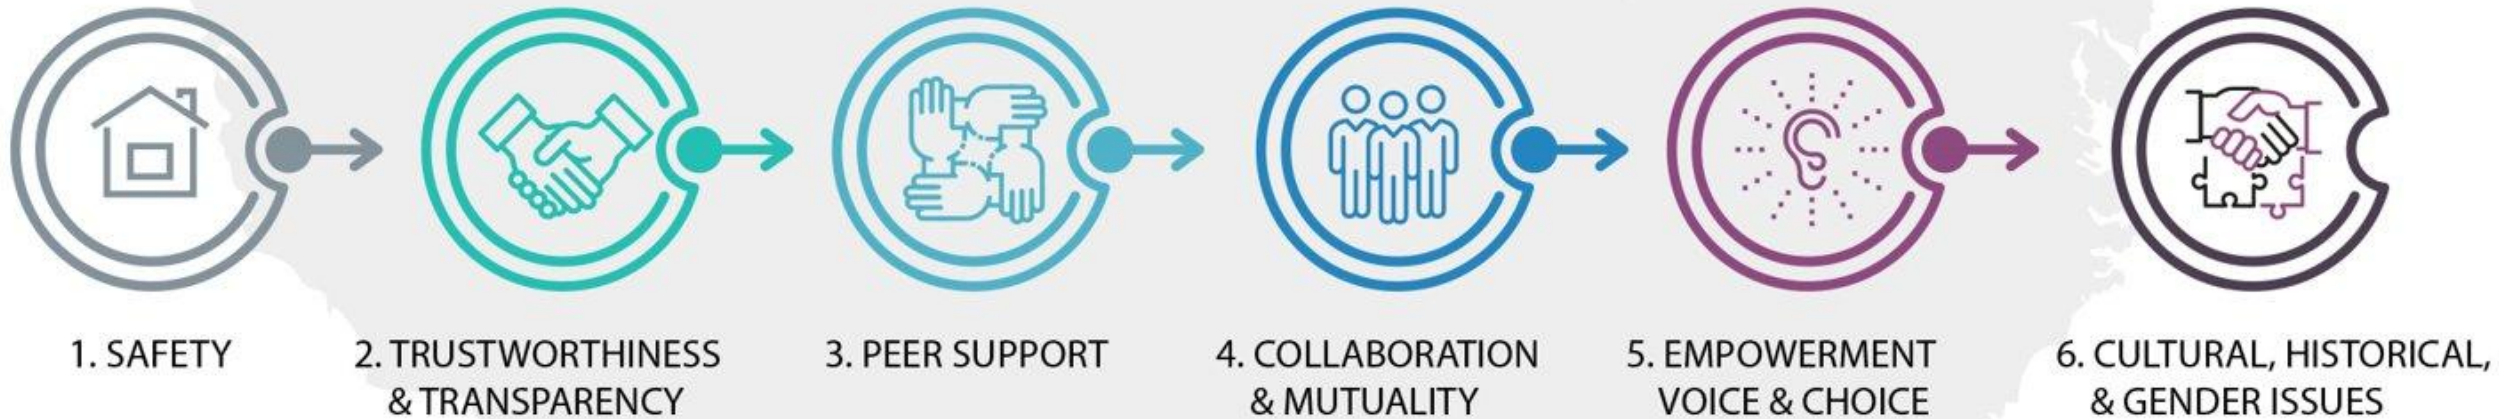 1. SAFETY
2. TRUSTWORTHINESS
& TRANSPARENCY
3. PEER SUPPORT
4. COLLABORATION
& MUTUALITY
5. EMPOWERMENT
VOICE & CHOICE
6. CULTURAL, HISTORICAL,
& GENDER ISSUES